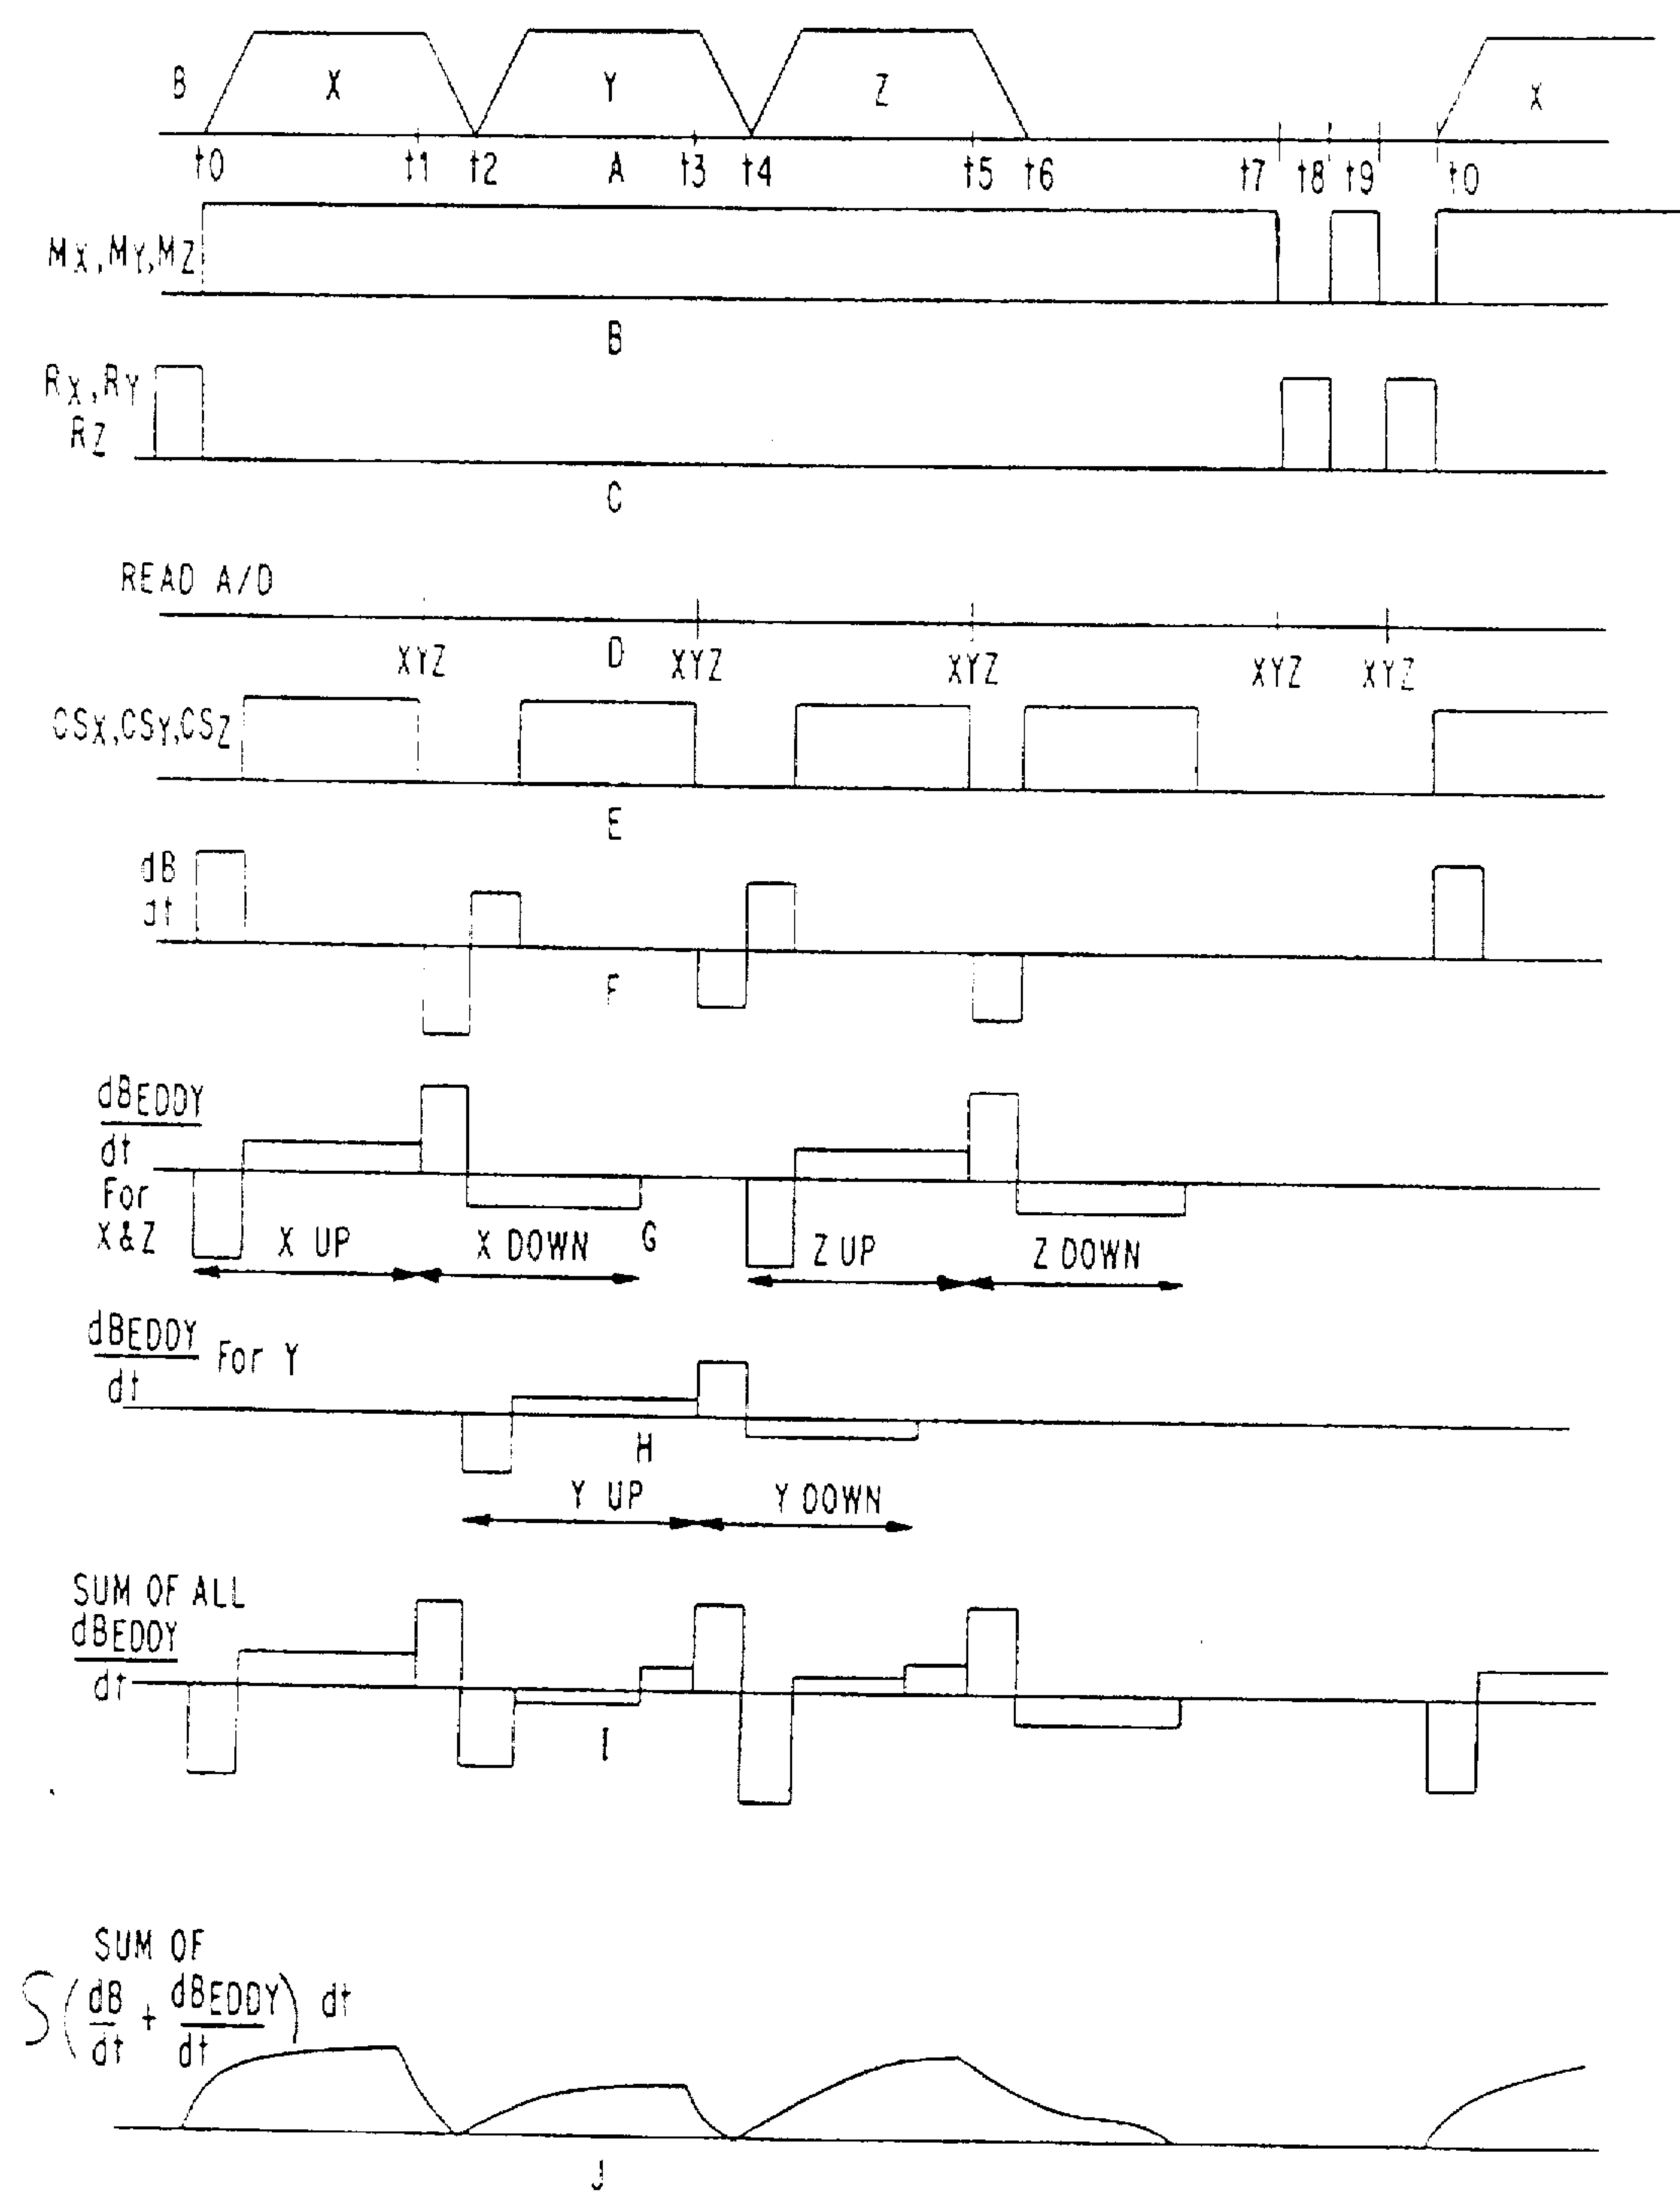 B X Y Z X
t0 t1 t2 A t3 t4 t5 t6 t7 t8 t9 t0
MX,MY,MZ
B
RX,RY
RZ
C
READ A/D
XYZ D XYZ XYZ XYZ XYZ
CSX,CSY,CSZ
E
dB
dt
F
dBEDDY
dt
For
X&Z
X UP X DOWN G Z UP Z DOWN
dBEDDY
dt
For Y
H
Y UP Y DOWN
SUM OF ALL
dBEDDY
dt
I
SUM OF
S(dB/dt + dBEDDY/dt) dt
J